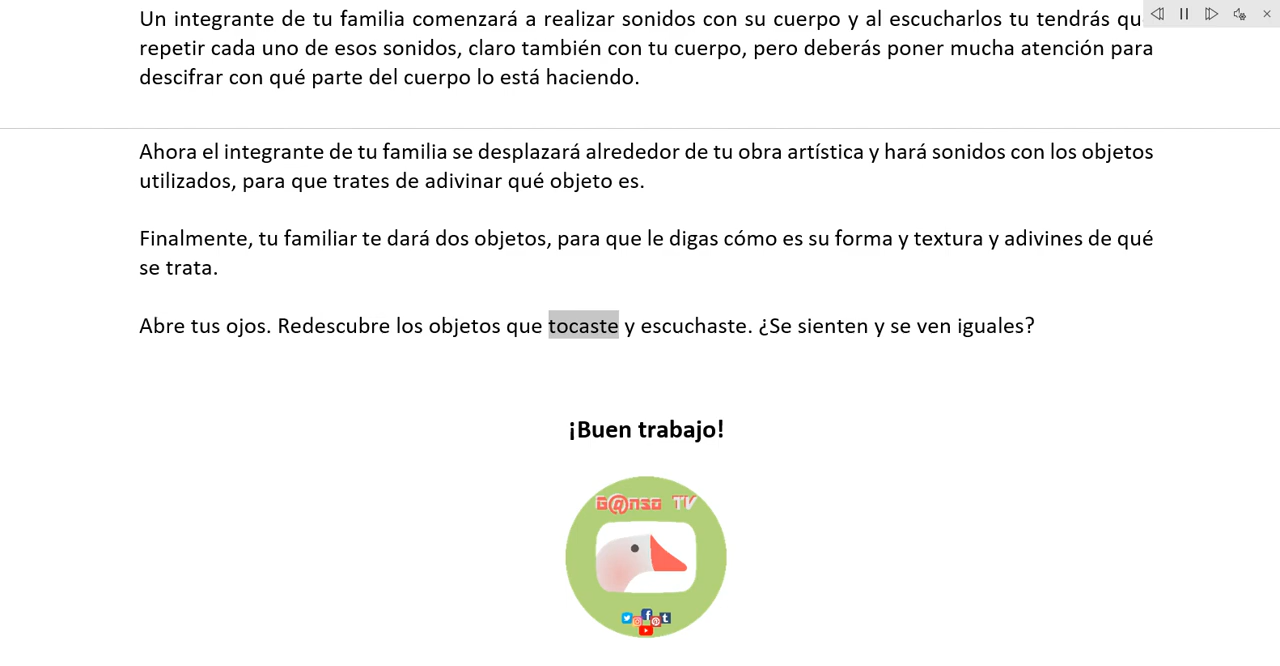 Un integrante de tu familia comenzará a realizar sonidos con su cuerpo y al escucharlos tu tendrás
repetir cada uno de esos sonidos, claro también con tu cuerpo, pero deberás poner mucha atención para
descifrar con qué parte del cuerpo lo está haciendo.
Ahora el integrante de tu familia se desplazará alrededor de tu obra artística y hará sonidos con los objetos
utilizados, para que trates de adivinar qué objeto es.
Finalmente, tu familiar te dará dos objetos, para que le digas cómo es su forma y textura y adivines de qué
se trata.
Abre tus ojos. Redescubre los objetos que tocaste y escuchaste. ¿Se sienten y se ven iguales?
¡Buen trabajo!
G@nso TV